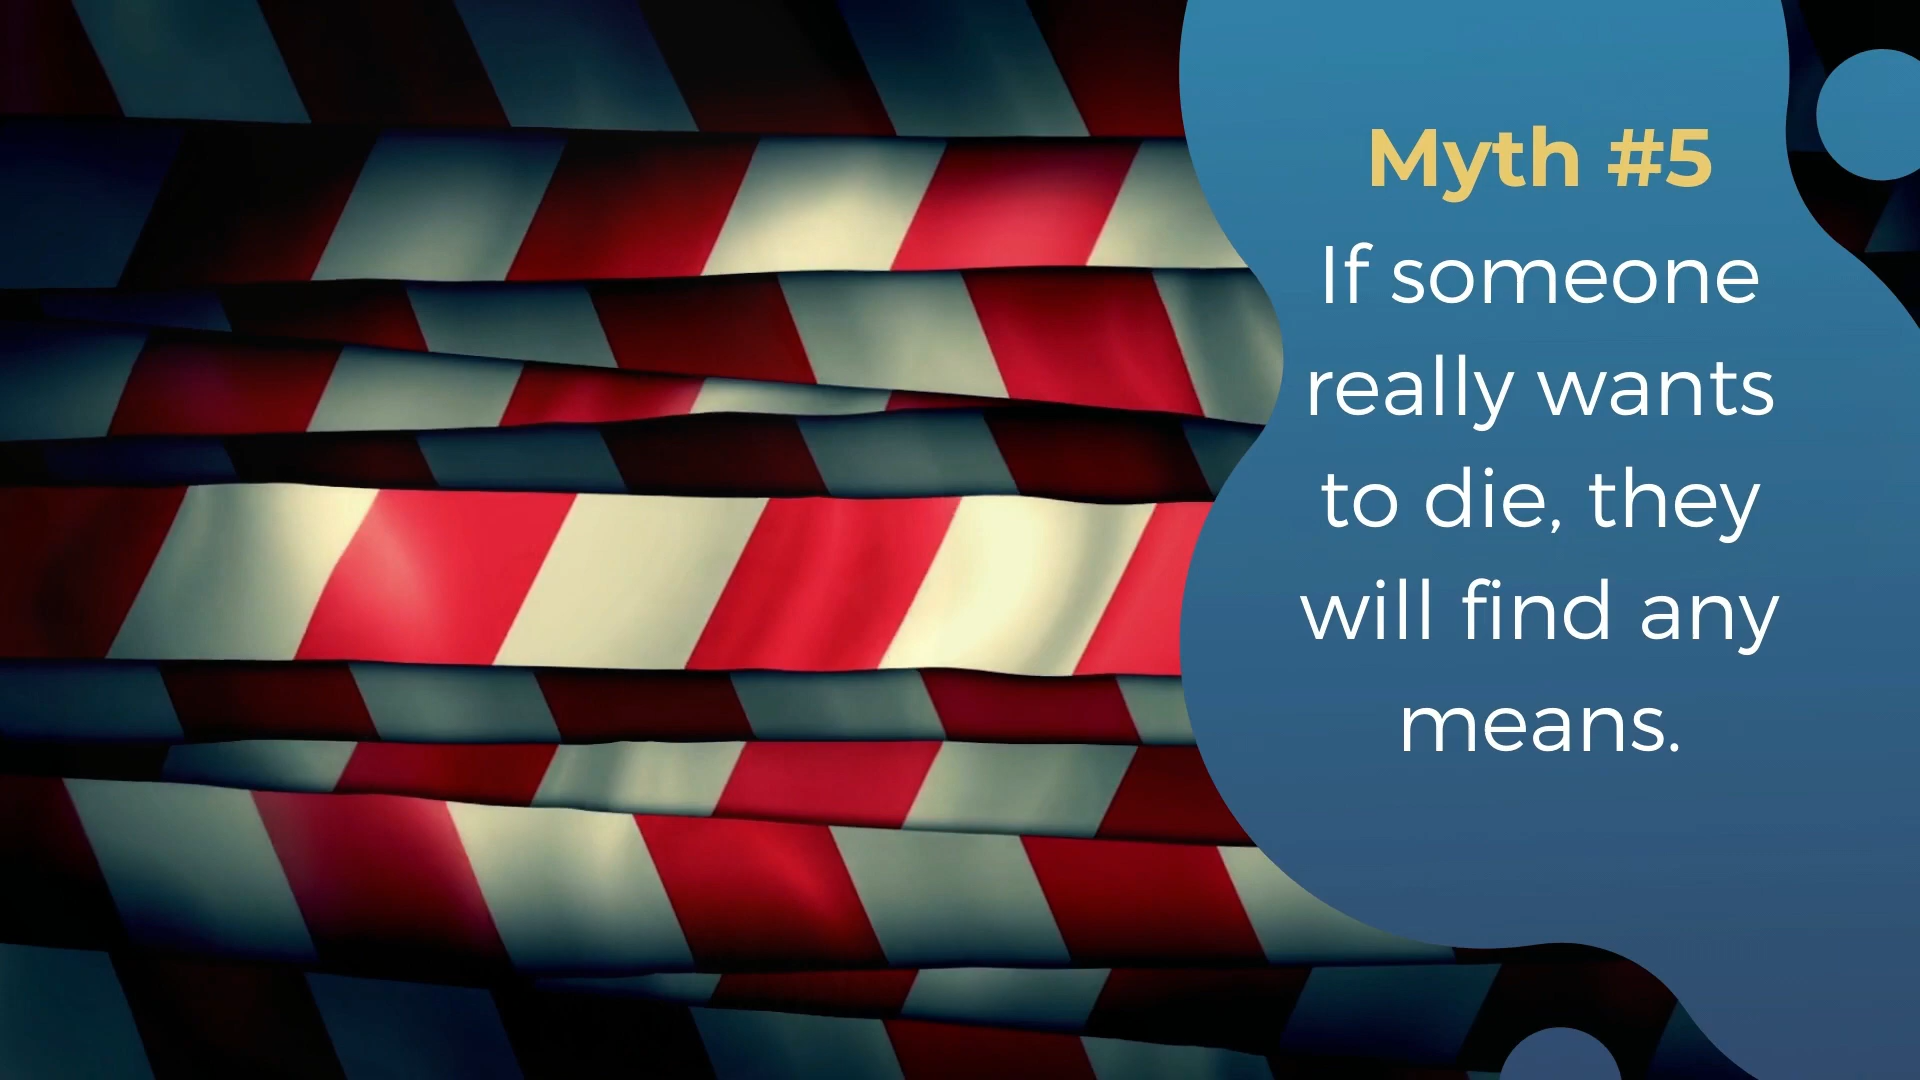 Myth #5
If someone
really wants
to die, they
will find any
means.